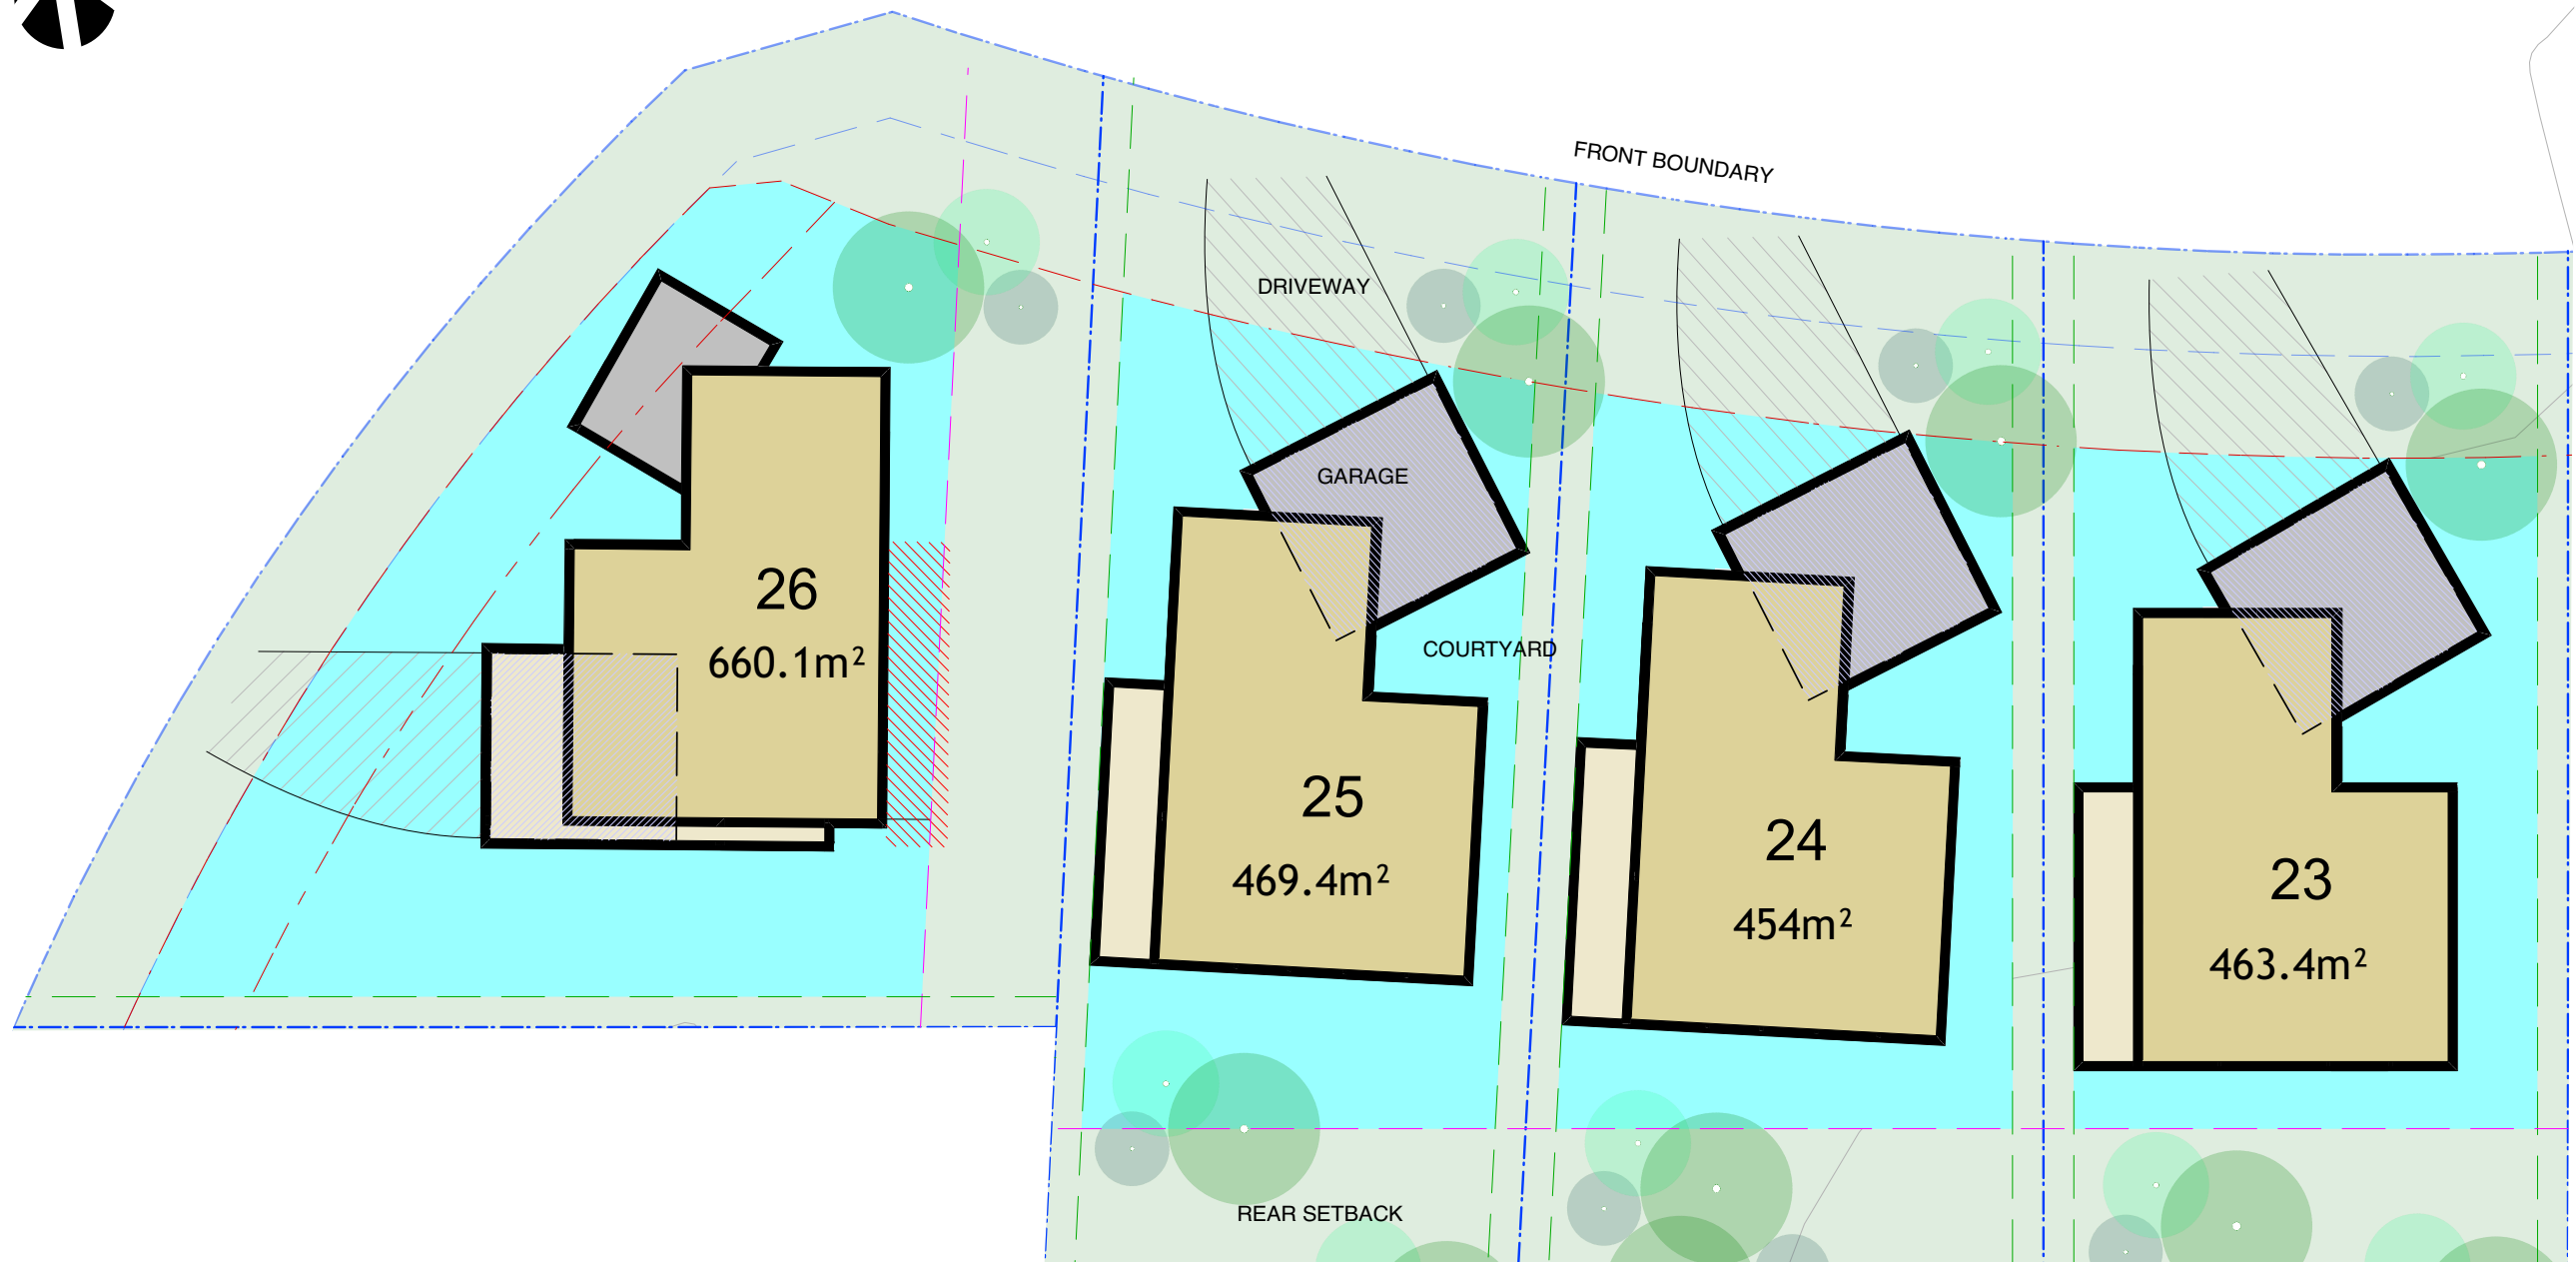 FRONT BOUNDARY
DRIVEWAY
GARAGE
26
660.1m²
COURTYARD
25
469.4m²
24
454m²
23
463.4m²
REAR SETBACK